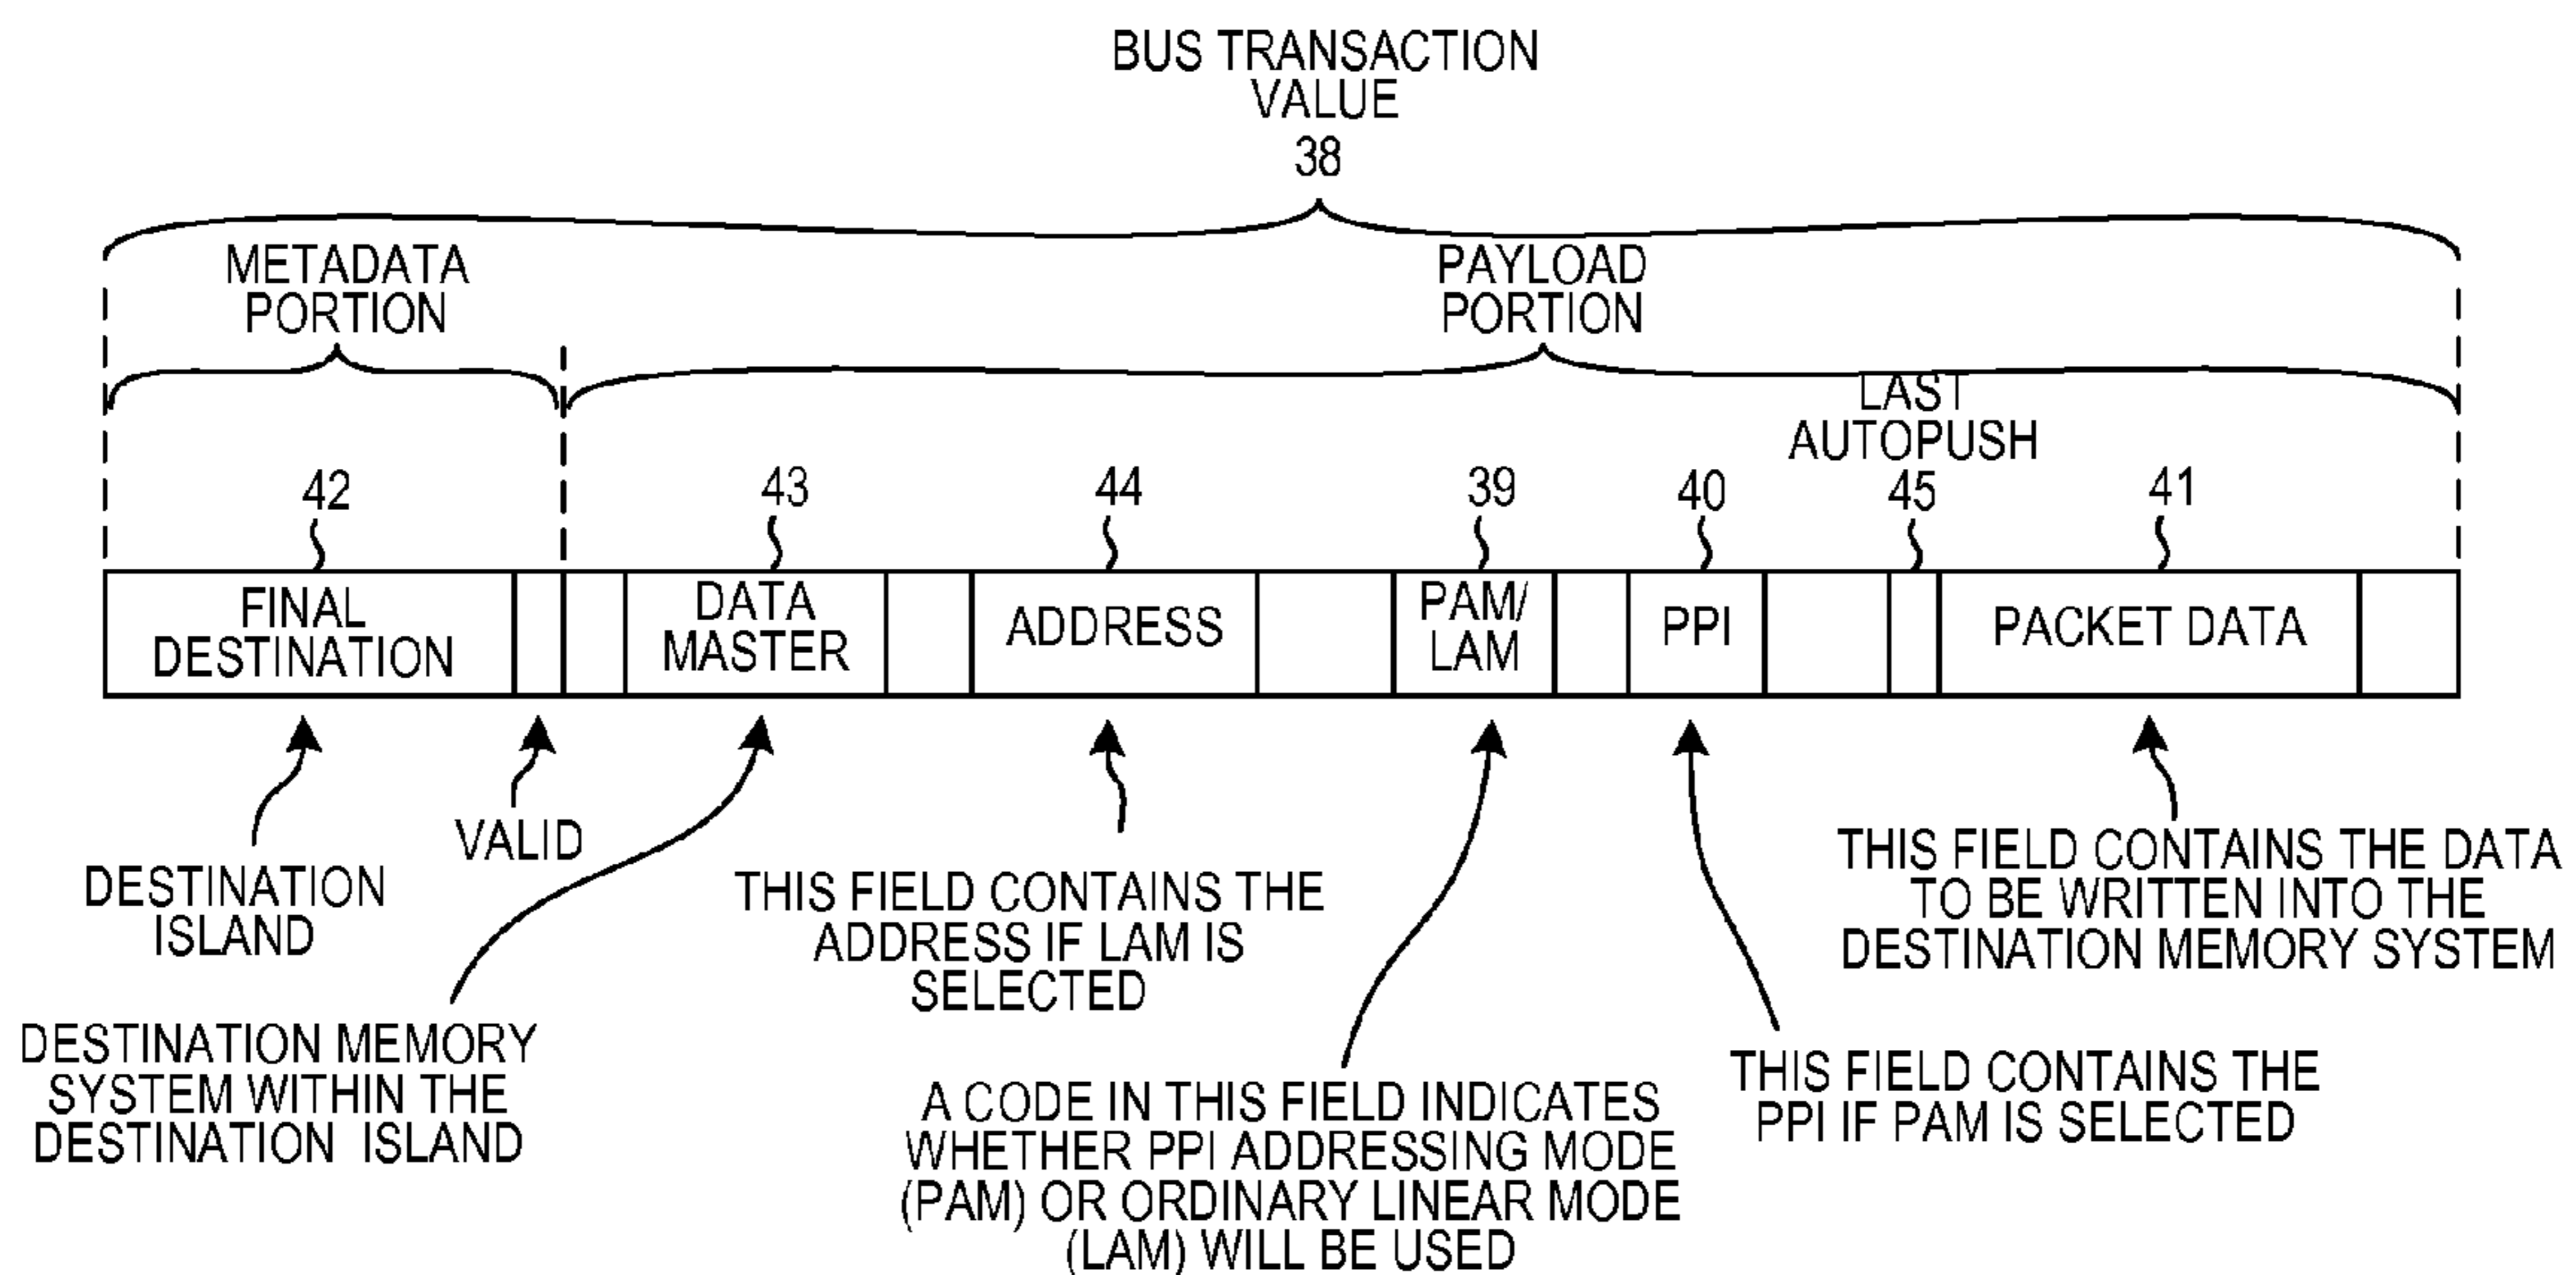 BUS TRANSACTION
VALUE
38
METADATA
PORTION
PAYLOAD
PORTION
LAST
AUTOPUSH
42
43
44
39
40
45
41
FINAL
DESTINATION
DATA
MASTER
ADDRESS
PAM/
LAM
PPI
PACKET DATA
DESTINATION
ISLAND
VALID
DESTINATION MEMORY
SYSTEM WITHIN THE
DESTINATION ISLAND
THIS FIELD CONTAINS THE
ADDRESS IF LAM IS
SELECTED
A CODE IN THIS FIELD INDICATES
WHETHER PPI ADDRESSING MODE
(PAM) OR ORDINARY LINEAR MODE
(LAM) WILL BE USED
THIS FIELD CONTAINS THE
PPI IF PAM IS SELECTED
THIS FIELD CONTAINS THE DATA
TO BE WRITTEN INTO THE
DESTINATION MEMORY SYSTEM